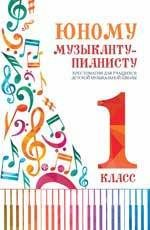 ЮНОМУ
МУЗЫКАНТУ-
ПИАНИСТУ
ХРЕСТОМАТИЯ ДЛЯ УЧАЩИХСЯ
ДЕТСКОЙ МУЗЫКАЛЬНОЙ ШКОЛЫ
1
КЛАСС